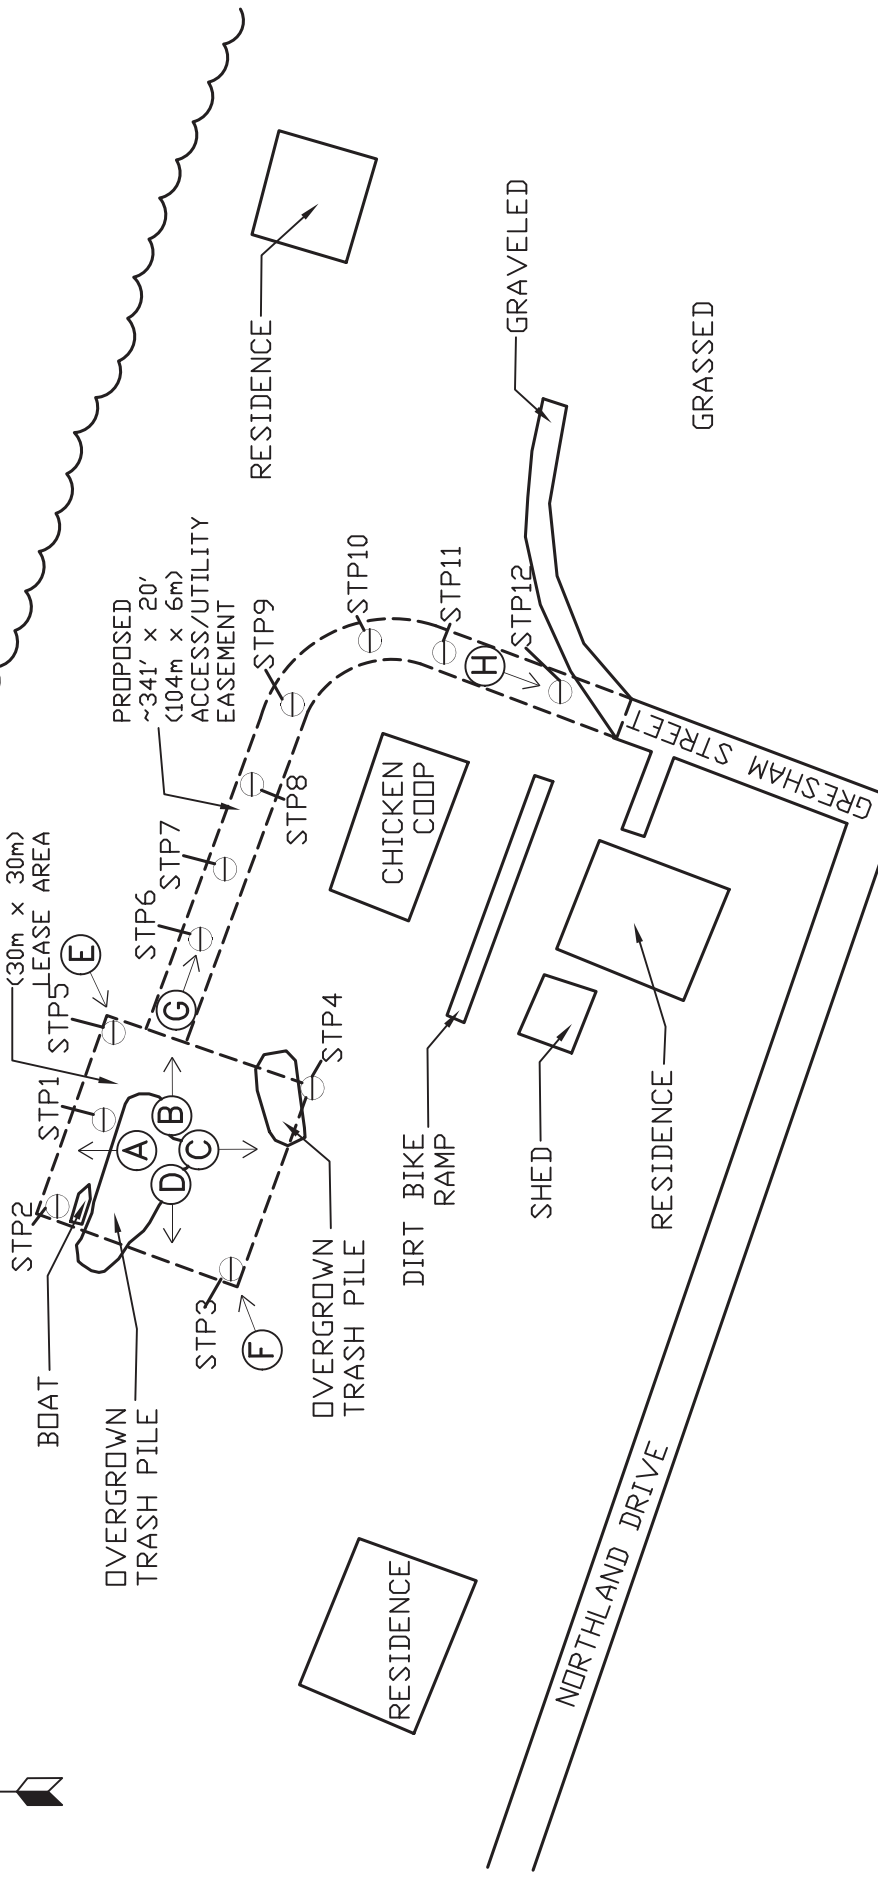 (30m x 30m)
LEASE AREA
PROPOSED
~341' x 20'
(104m x 6m)
ACCESS/UTILITY
EASEMENT
BOAT
STP2
STP1
STP5
E
A
B
C
D
G
F
STP3
STP4
STP6
STP7
STP8
STP9
STP10
STP11
H
STP12
OVERGROWN
TRASH PILE
OVERGROWN
TRASH PILE
RESIDENCE
GRAVELED
GRASSED
CHICKEN
COOP
DIRT BIKE
RAMP
SHED
RESIDENCE
RESIDENCE
NORTHLAND DRIVE
GRESHAM STREET